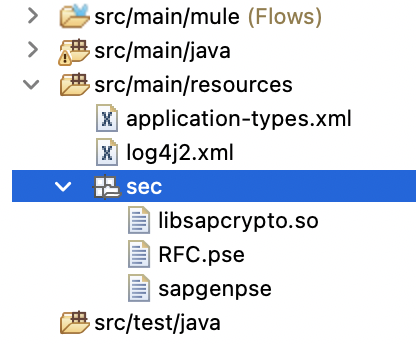 src/main/mule (Flows)
src/main/java
src/main/resources
application-types.xml
log4j2.xml
sec
libsapcrypto.so
RFC.pse
sapgenpse
src/test/java